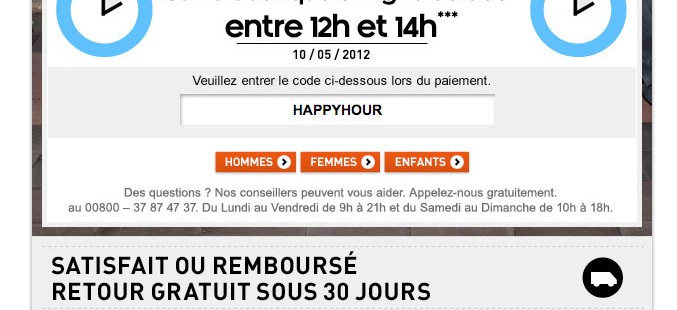 entre 12h et 14h***
10 / 05 / 2012
Veuillez entrer le code ci-dessous lors du paiement.
HAPPYHOUR
HOMMES FEMMES ENFANTS
Des questions ? Nos conseillers peuvent vous aider. Appelez-nous gratuitement.
au 00800 – 37 87 47 37. Du Lundi au Vendredi de 9h à 21h et du Samedi au Dimanche de 10h à 18h.
SATISFAIT OU REMBOURSÉ
RETOUR GRATUIT SOUS 30 JOURS